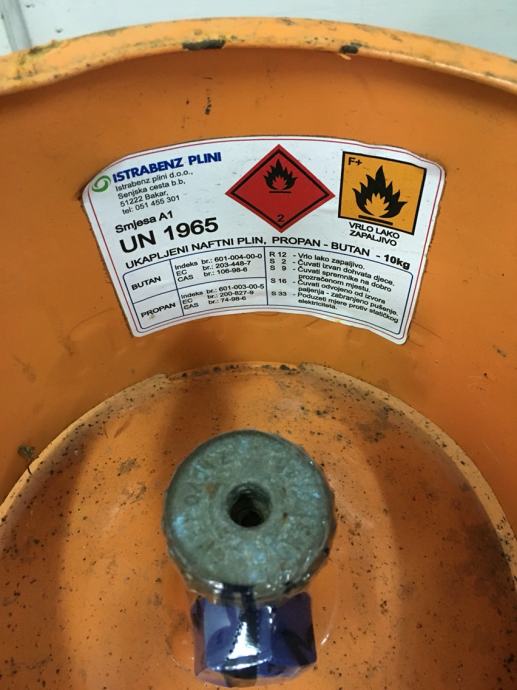 ISTRABENZ PLINI
Istrabenz plini d.o.o.,
Senjska cesta b.b,
51222 Bakar,
tel: 051 455 301
2
F+
VRLO LAKO
ZAPALJIVO
Smjesa A1
UN 1965
UKAPLJENI NAFTNI PLIN, PROPAN - BUTAN - 10kg
BUTAN
Indeks br.: 601-004-00-0
EC br.: 203-448-7
CAS br.: 106-98-6
PROPAN
Indeks br.: 601-003-00-5
EC br.: 200-827-9
CAS br.: 74-98-6
R 12 - Vrlo lako zapaljivo.
S 2 - Čuvati izvan dohvata djece.
S 9 - Čuvati spremnike na dobro
prozračenom mjestu.
S 16 - Čuvati odvojeno od izvora
paljenja - zabranjeno pušenje.
S 33 - Poduzeti mjere protiv statičkog
elektriciteta.